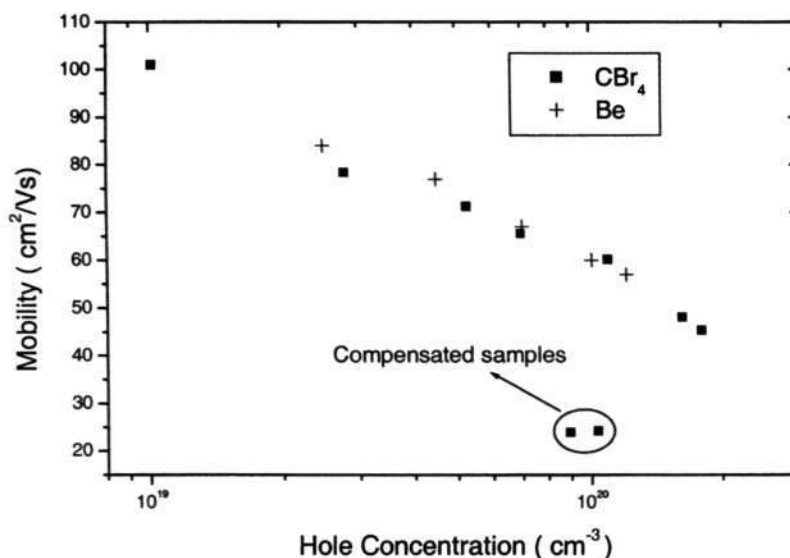 110
100
90
80
70
60
50
40
30
20
Mobility ( cm²/Vs)
CBr₄
Be
Compensated samples
10¹⁹
10²⁰
Hole Concentration ( cm⁻³ )